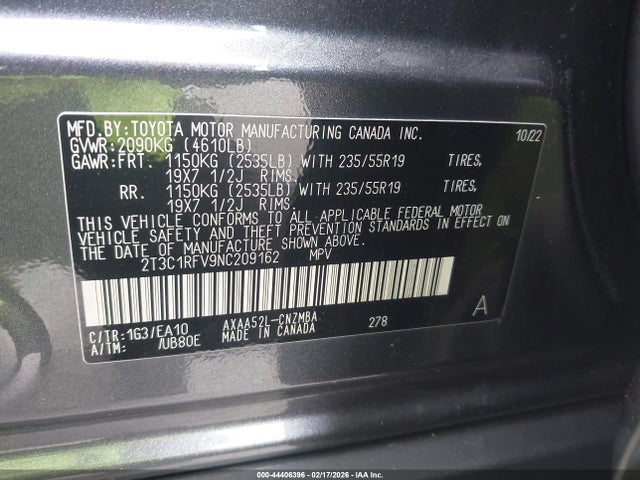 MFD.BY:TOYOTA MOTOR MANUFACTURING CANADA INC. 10/22
GVWR:2090KG (4610LB)
GAWR:FRT. 1150KG (2535LB) WITH 235/55R19 TIRES,
19X7 1/2J RIMS.
RR. 1150KG (2535LB) WITH 235/55R19 TIRES,
19X7 1/2J RIMS.
THIS VEHICLE CONFORMS TO ALL APPLICABLE FEDERAL MOTOR
VEHICLE SAFETY AND THEFT PREVENTION STANDARDS IN EFFECT ON
THE DATE OF MANUFACTURE SHOWN ABOVE.
2T3C1RFV9NC209162 MPV
C/TR:1G3/EA10 AXAA52L-CNZMBA 278 A
A/TM: /UB80E MADE IN CANADA
000-44406396 - 02/17/2026 - IAA Inc.